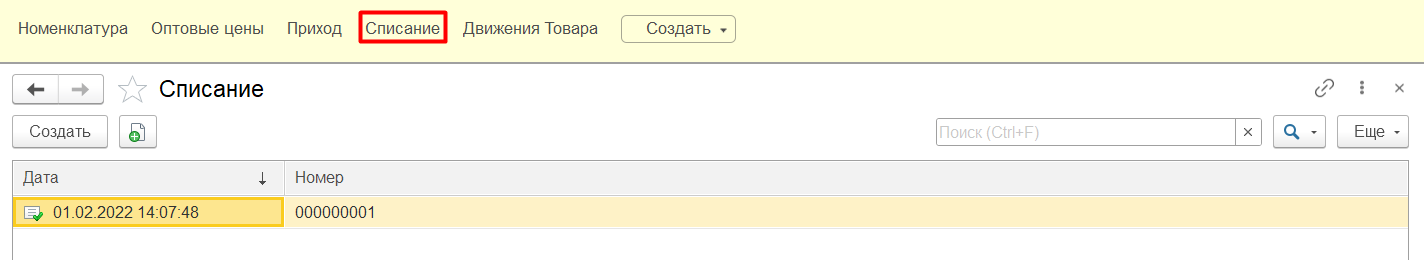 Номенклатура Оптовые цены Приход Списание Движения Товара Создать
Списание
Создать Поиск (Ctrl+F) Еще
Дата Номер
01.02.2022 14:07:48 000000001